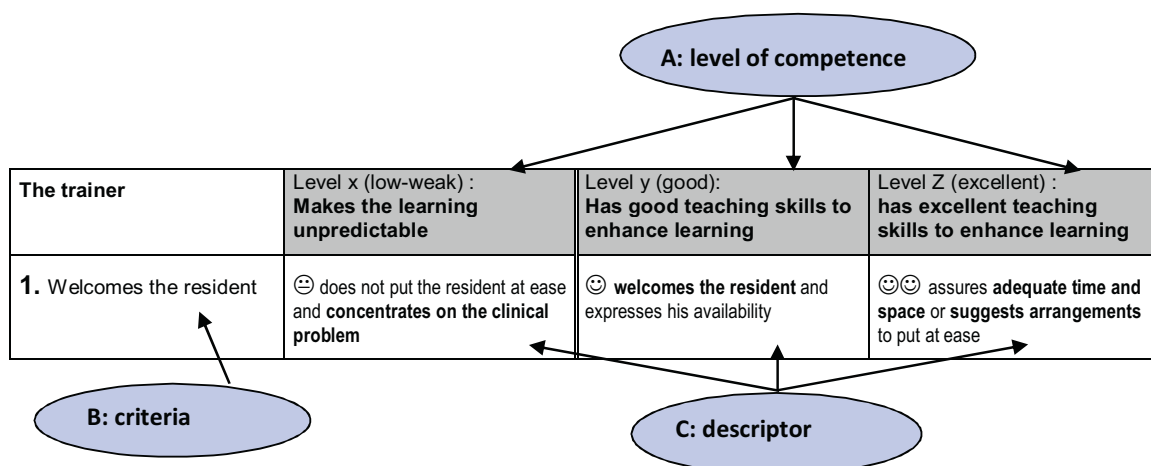 A: level of competence
The trainer
Level x (low-weak) :
Makes the learning
unpredictable
Level y (good):
Has good teaching skills to
enhance learning
Level Z (excellent) :
has excellent teaching
skills to enhance learning
1. Welcomes the resident
😐 does not put the resident at ease
and concentrates on the clinical
problem
☺ welcomes the resident and
expresses his availability
☺☺ assures adequate time and
space or suggests arrangements
to put at ease
B: criteria
C: descriptor